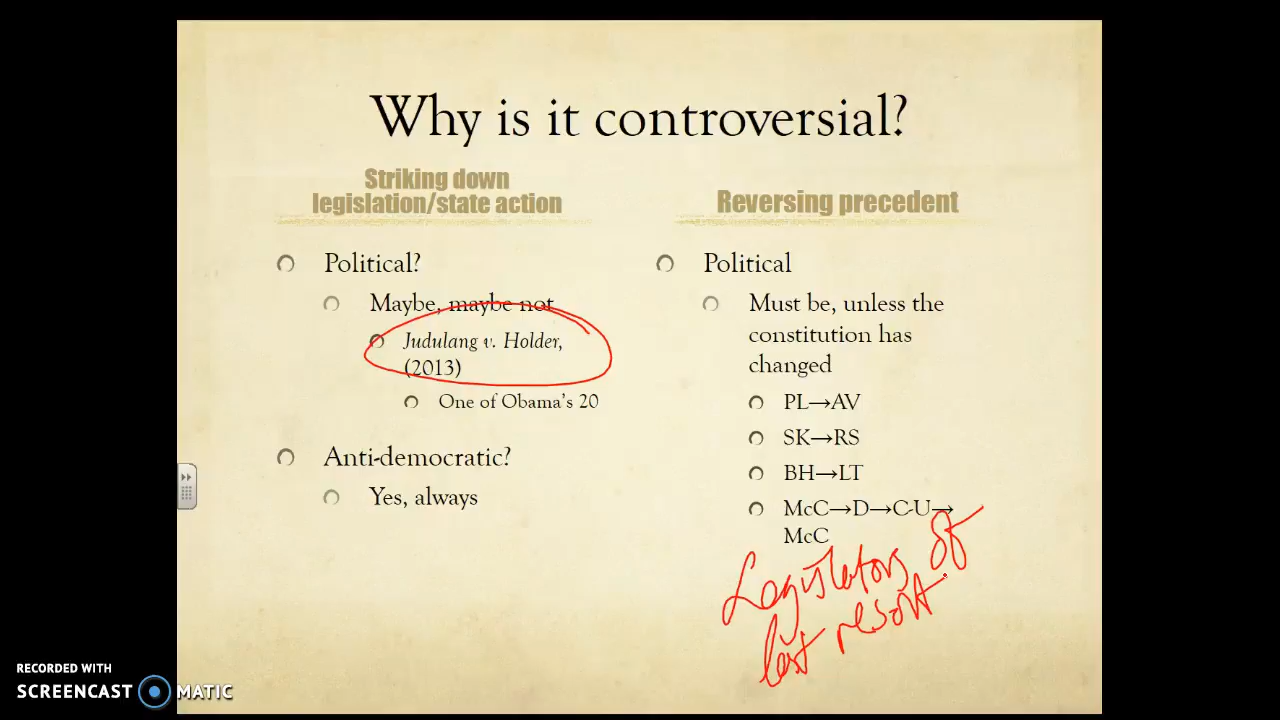 Why is it controversial?
Striking down
legislation/state action
Political?
Maybe, maybe not
Judulang v. Holder,
(2013)
One of Obama's 20
Anti-democratic?
Yes, always
Reversing precedent
Political
Must be, unless the
constitution has
changed
PL→AV
SK→RS
BH→LT
McC→D→C-U→
McC
Legislators of
last resort
RECORDED WITH
SCREENCAST MATIC